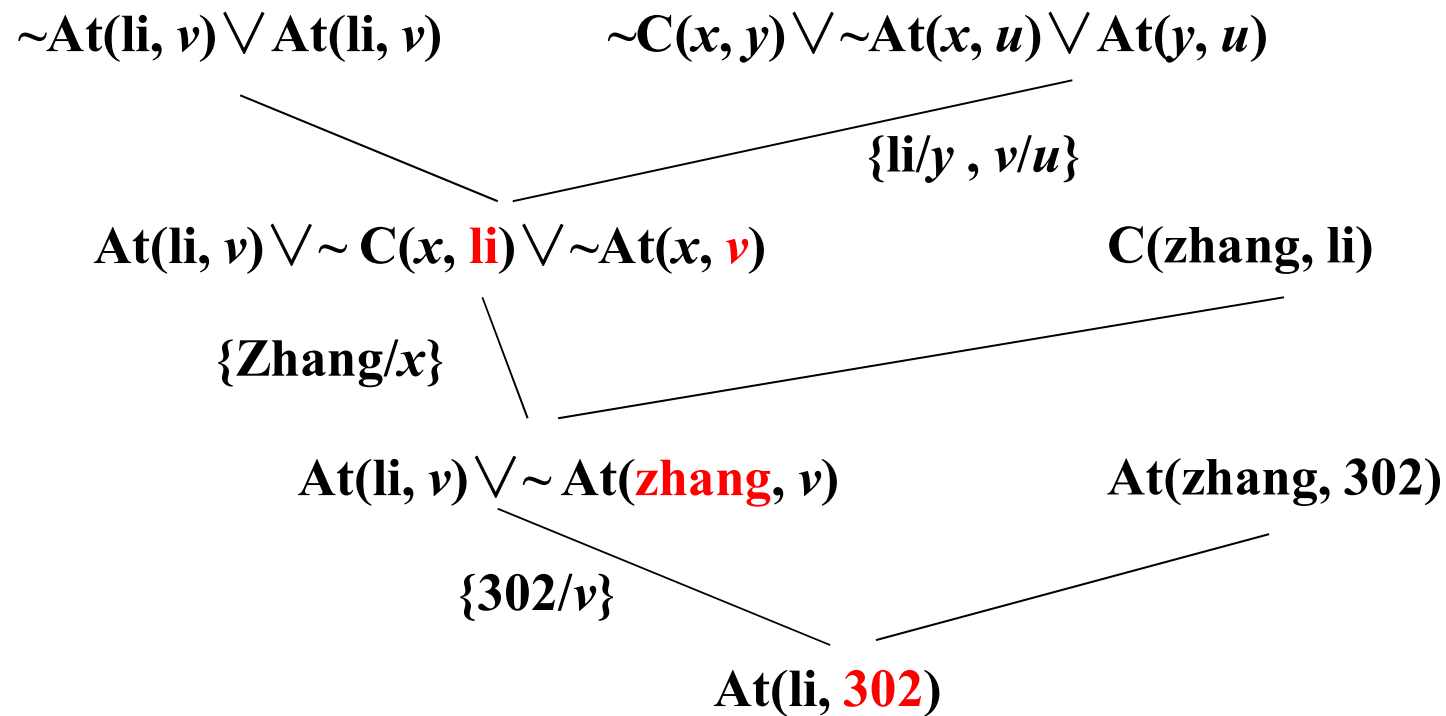 ~At(li, v)∨At(li, v) ~C(x, y)∨~At(x, u)∨At(y, u)
{li/y , v/u}
At(li, v)∨~ C(x, li)∨~At(x, v) C(zhang, li)
{Zhang/x}
At(li, v)∨~ At(zhang, v) At(zhang, 302)
{302/v}
At(li, 302)